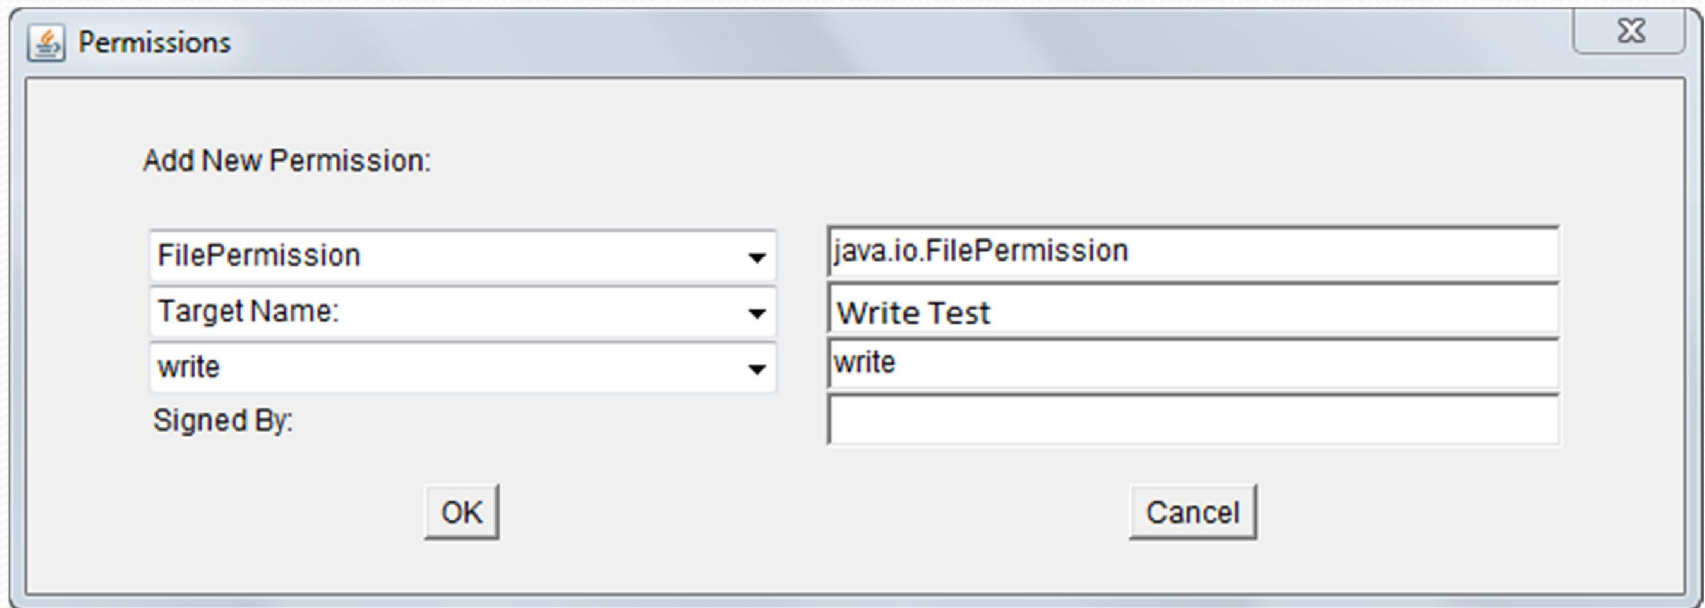 Permissions
Add New Permission:
FilePermission java.io.FilePermission
Target Name: Write Test
write write
Signed By:
OK Cancel